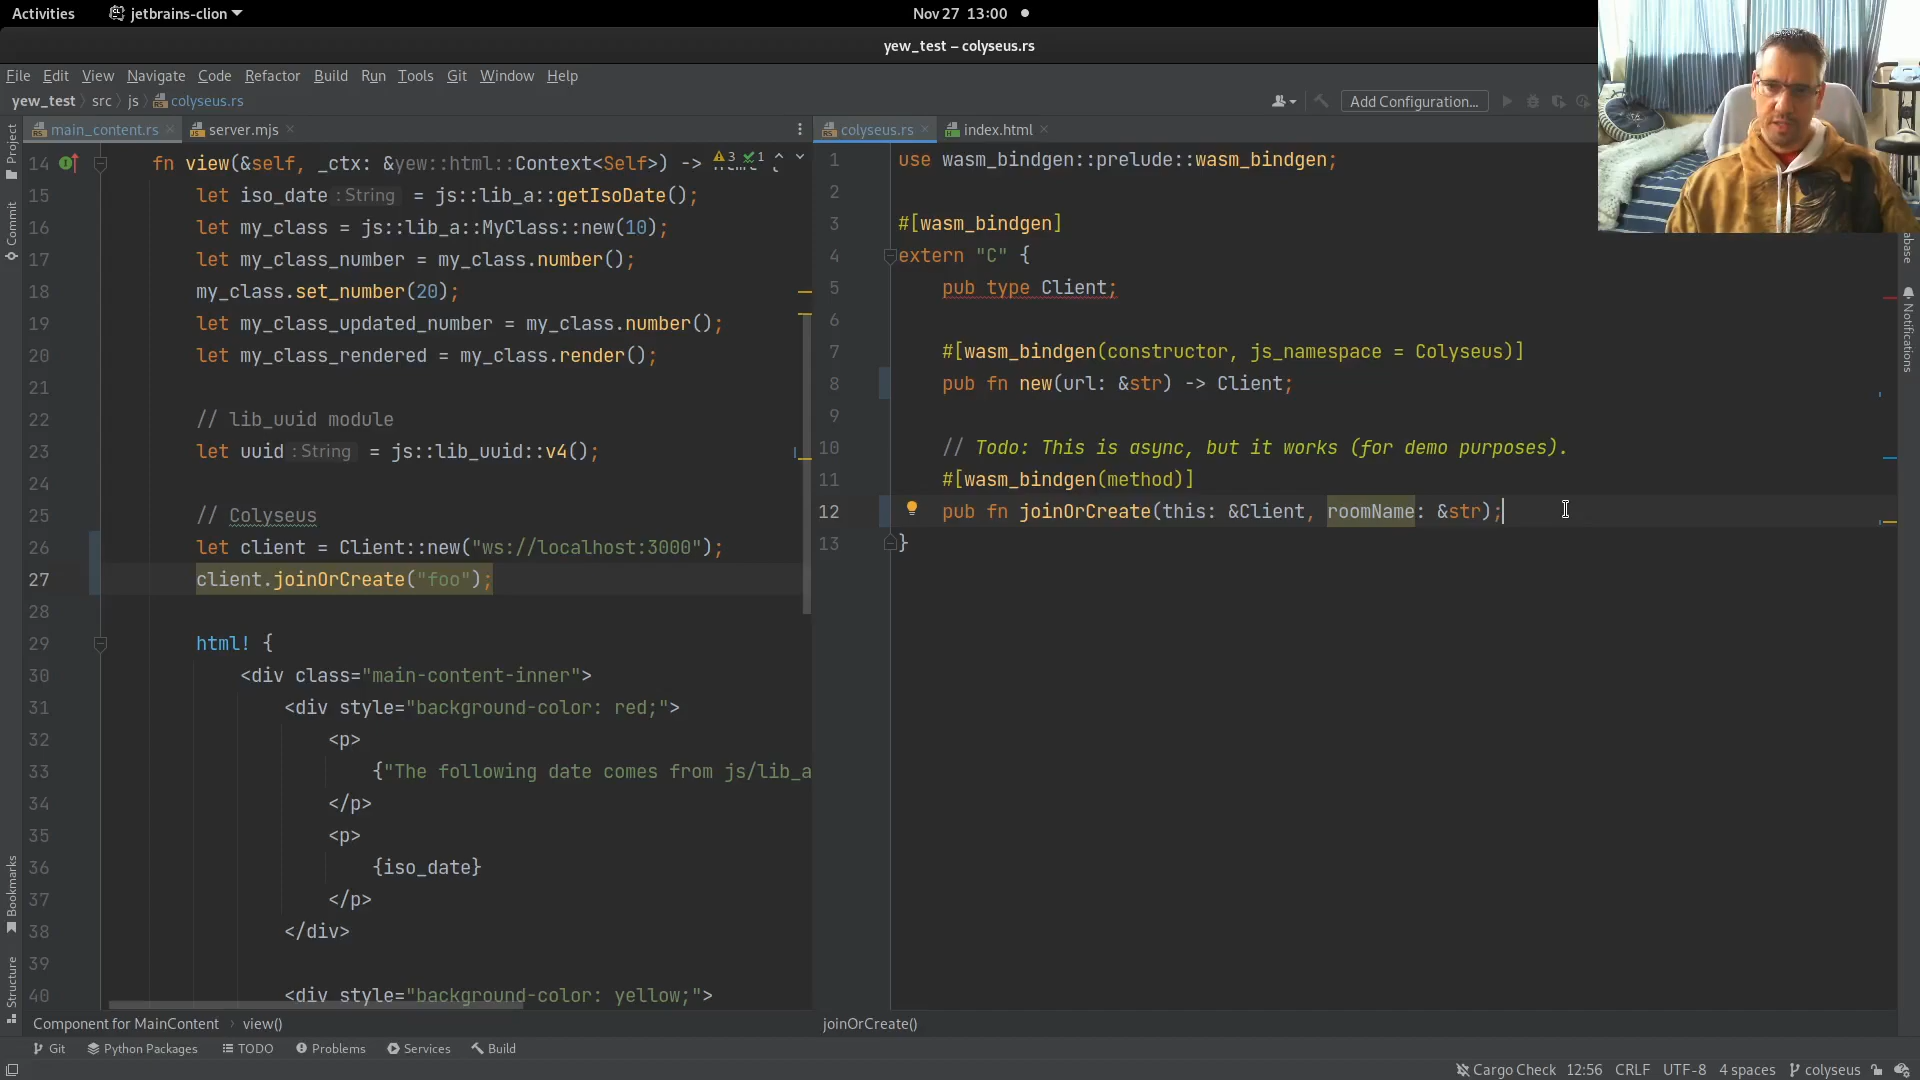 Activities
jetbrains-clion
Nov 27 13:00
yew_test – colyseus.rs
File Edit View Navigate Code Refactor Build Run Tools Git Window Help
yew_test
src
js
colyseus.rs
Add Configuration...
Project
Commit
Bookmarks
Structure
main_content.rs
server.mjs
14 fn view(&self, _ctx: &yew::html::Context<Self>) ->
3
1
15 let iso_date : String = js::lib_a::getIsoDate();
16 let my_class = js::lib_a::MyClass::new(10);
17 let my_class_number = my_class.number();
18 my_class.set_number(20);
19 let my_class_updated_number = my_class.number();
20 let my_class_rendered = my_class.render();
21
22 // lib_uuid module
23 let uuid : String = js::lib_uuid::v4();
24
25 // Colyseus
26 let client = Client::new("ws://localhost:3000");
27 client.joinOrCreate("foo");
28
29 html! {
30 <div class="main-content-inner">
31 <div style="background-color: red;">
32 <p>
33 {"The following date comes from js/lib_a
34 </p>
35 <p>
36 {iso_date}
37 </p>
38 </div>
39
40 <div style="background-color: yellow;">
Component for MainContent
view()
colyseus.rs
index.html
1 use wasm_bindgen::prelude::wasm_bindgen;
2
3 #[wasm_bindgen]
4 extern "C" {
5 pub type Client;
6
7 #[wasm_bindgen(constructor, js_namespace = Colyseus)]
8 pub fn new(url: &str) -> Client;
9
10 // Todo: This is async, but it works (for demo purposes).
11 #[wasm_bindgen(method)]
12 pub fn joinOrCreate(this: &Client, roomName: &str);
13 }
joinOrCreate()
Notifications
Git
Python Packages
TODO
Problems
Services
Build
Cargo Check
12:56
CRLF
UTF-8
4 spaces
colyseus